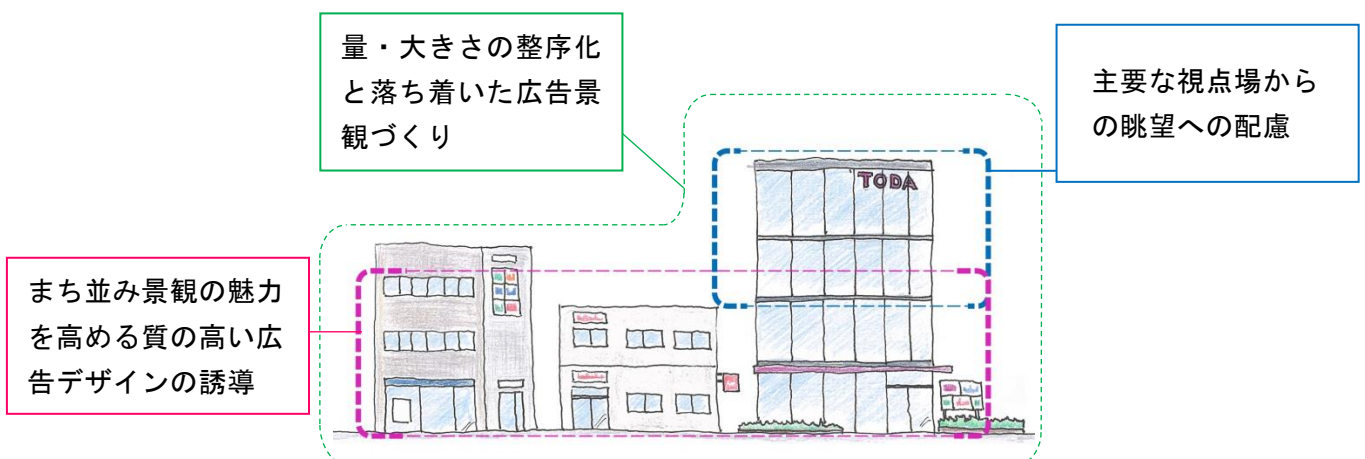 量・大きさの整序化
と落ち着いた広告景
観づくり
主要な視点場から
の眺望への配慮
TODA
まち並み景観の魅力
を高める質の高い広
告デザインの誘導